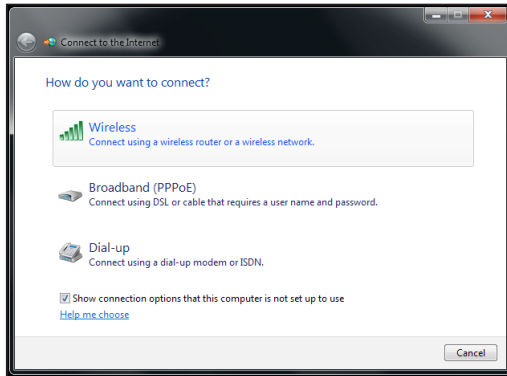 Connect to the Internet
How do you want to connect?
Wireless
Connect using a wireless router or a wireless network.
Broadband (PPPoE)
Connect using DSL or cable that requires a user name and password.
Dial-up
Connect using a dial-up modem or ISDN.
Show connection options that this computer is not set up to use
Help me choose
Cancel